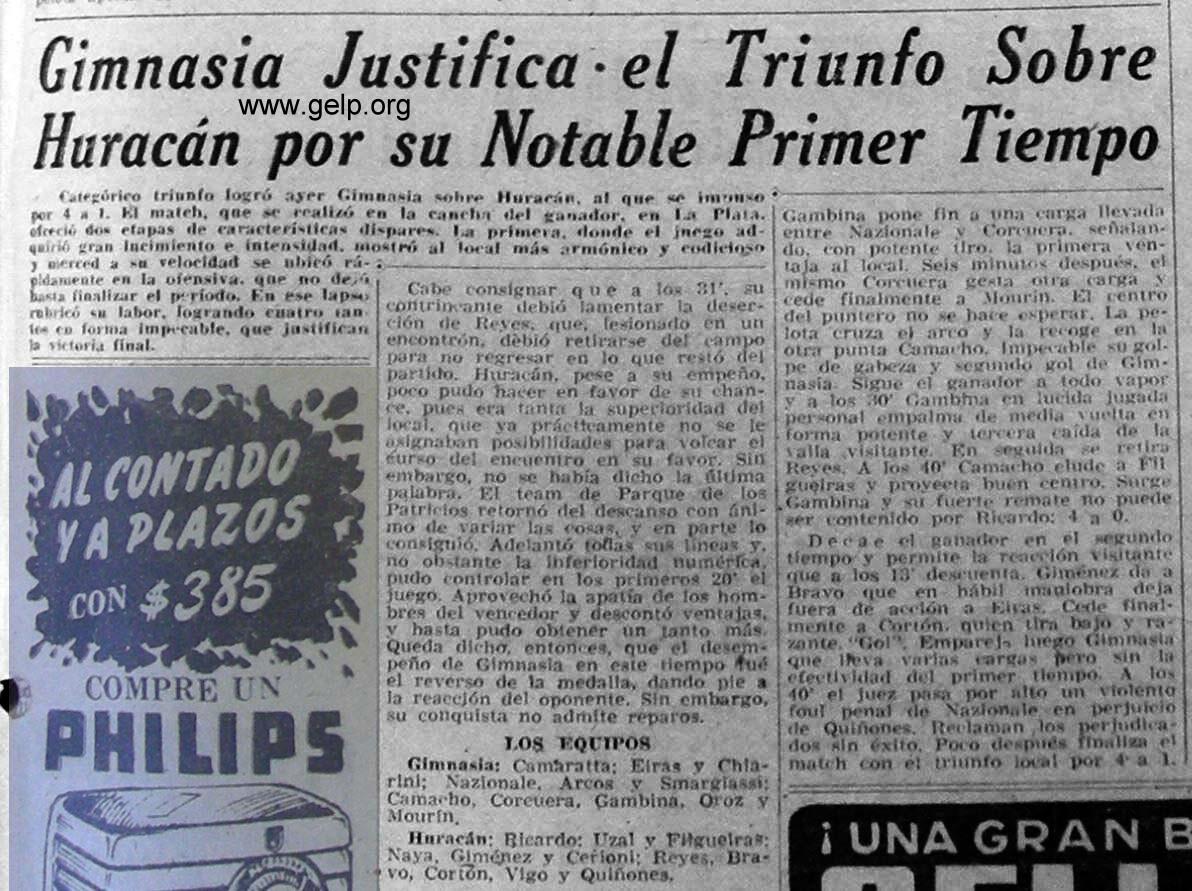 Gimnasia Justifica el Triunfo Sobre
www.gelp.org
Huracán por su Notable Primer Tiempo
Categórico triunfo logró ayer Gimnasia sobre Huracán, al que se impuso
por 4 a 1. El match, que se realizó en la cancha del ganador, en La Plata,
ofreció dos etapas de características dispares. La primera, donde el juego ad-
quirió gran lucimiento e intensidad, mostró al local más armónico y codicioso
y merced a su velocidad se ubicó rá-
pidamente en la ofensiva, que no dejó
hasta finalizar el período. En ese lapso
rubricó su labor, logrando cuatro tan-
tos en forma impecable, que justifican
la victoria final.
AL CONTADO
Y A PLAZOS
CON $385
COMPRE UN
PHILIPS
Cabe consignar que a los 31', su
contrincante debió lamentar la deser-
ción de Reyes, que, lesionado en un
encontrón, debió retirarse del campo
para no regresar en lo que restó del
partido. Huracán, pese a su empeño,
poco pudo hacer en favor de su chan-
ce, pues era tanta la superioridad del
local, que ya prácticamente no se le
asignaban posibilidades para volcar el
curso del encuentro en su favor. Sin
embargo, no se había dicho la última
palabra. El team de Parque de los
Patricios retornó del descanso con áni-
mo de variar las cosas, y en parte lo
consiguió. Adelantó todas sus líneas y,
no obstante la inferioridad numérica,
pudo controlar en los primeros 20' el
juego. Aprovechó la apatía de los hom-
bres del vencedor y descontó ventajas,
y hasta pudo obtener un tanto más.
Queda dicho, entonces, que el desem-
peño de Gimnasia en este tiempo fué
el reverso de la medalla, dando pie a
la reacción del oponente. Sin embargo,
su conquista no admite reparos.
LOS EQUIPOS
Gimnasia: Camaratta; Eiras y Chia-
rini; Nazionale, Arcos y Smargiassi;
Camacho, Corcuera, Gambina, Oroz y
Mourin.
Huracán: Ricardo; Uzal y Filgueiras;
Naya, Giménez y Cerioni; Reyes, Bra-
vo, Cortón, Vigo y Quiñones.
Gambina pone fin a una carga llevada
entre Nazionale y Corcuera, señalan-
do, con potente tiro, la primera ven-
taja al local. Seis minutos después, el
mismo Corcuera gesta otra carga y
cede finalmente a Mourin. El centro
del puntero no se hace esperar. La pe-
lota cruza el arco y la recoge en la
otra punta Camacho. Impecable su gol-
pe de gabeza y segundo gol de Gim-
nasia. Sigue el ganador a todo vapor
y a los 30' Gambina en lucida jugada
personal empalma de media vuelta en
forma potente y tercera caída de la
valla visitante. En seguida se retira
Reyes. A los 40' Camacho elude a Fil
gueiras y proyecta buen centro. Surge
Gambina y su fuerte remate no puede
ser contenido por Ricardo: 4 a 0.
Decae el ganador en el segundo
tiempo y permite la reacción visitante
que a los 13' descuenta. Giménez da a
Bravo que en hábil maniobra deja
fuera de acción a Eiras. Cede final-
mente a Cortón, quien tira bajo y ra-
zante. "Gol". Empareja luego Gimnasia
que lleva varias cargas pero sin la
efectividad del primer tiempo. A los
40' el juez pasa por alto un violento
foul penal de Nazionale en perjuicio
de Quiñones. Reclaman los perjudica-
dos sin éxito. Poco después finaliza el
match con el triunfo local por 4 a 1.
¡UNA GRAN